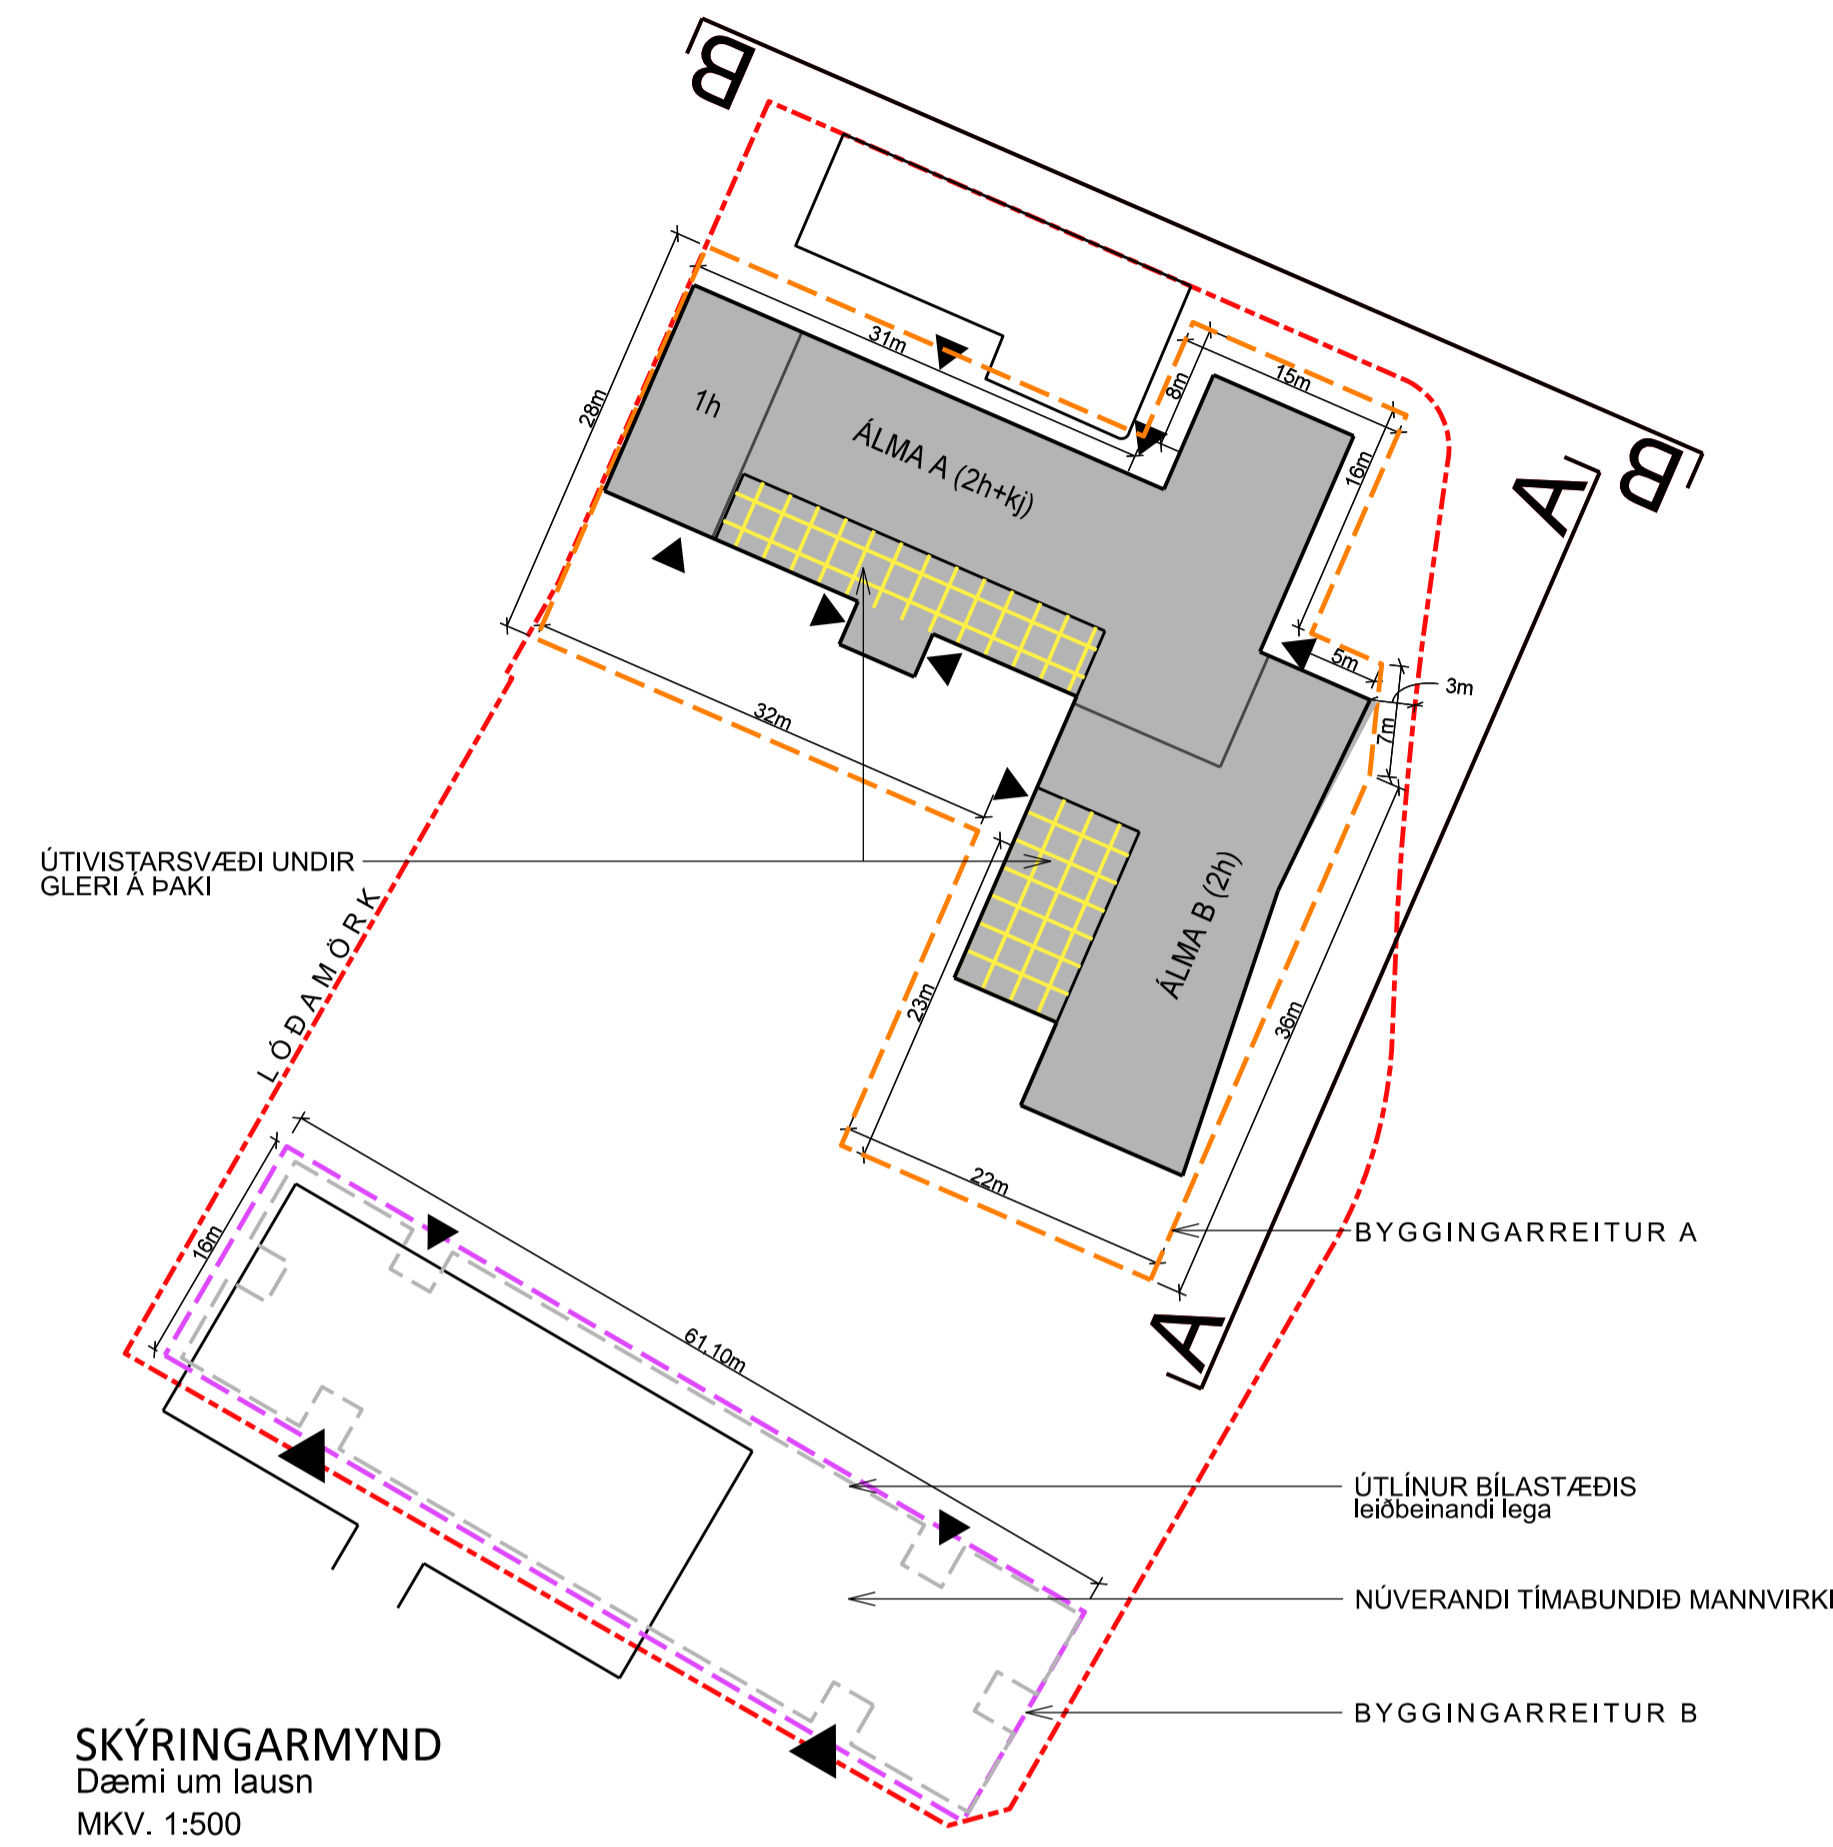 B
B
A
A
31m
28m
8m
15m
16m
1h
ÁLMA A (2h+kj)
5m
3m
7m
32m
ÚTIVISTARSVÆÐI UNDIR
GLERI Á ÞAKI
LÓÐAMÖRK
ÁLMA B (2h)
23m
36m
22m
BYGGINGARREITUR A
16m
61,10m
ÚTLÍNUR BÍLASTÆÐIS
leiðbeinandi lega
NÚVERANDI TÍMABUNDIÐ MANNVIRKI
BYGGINGARREITUR B
SKÝRINGARMYND
Dæmi um lausn
MKV. 1:500